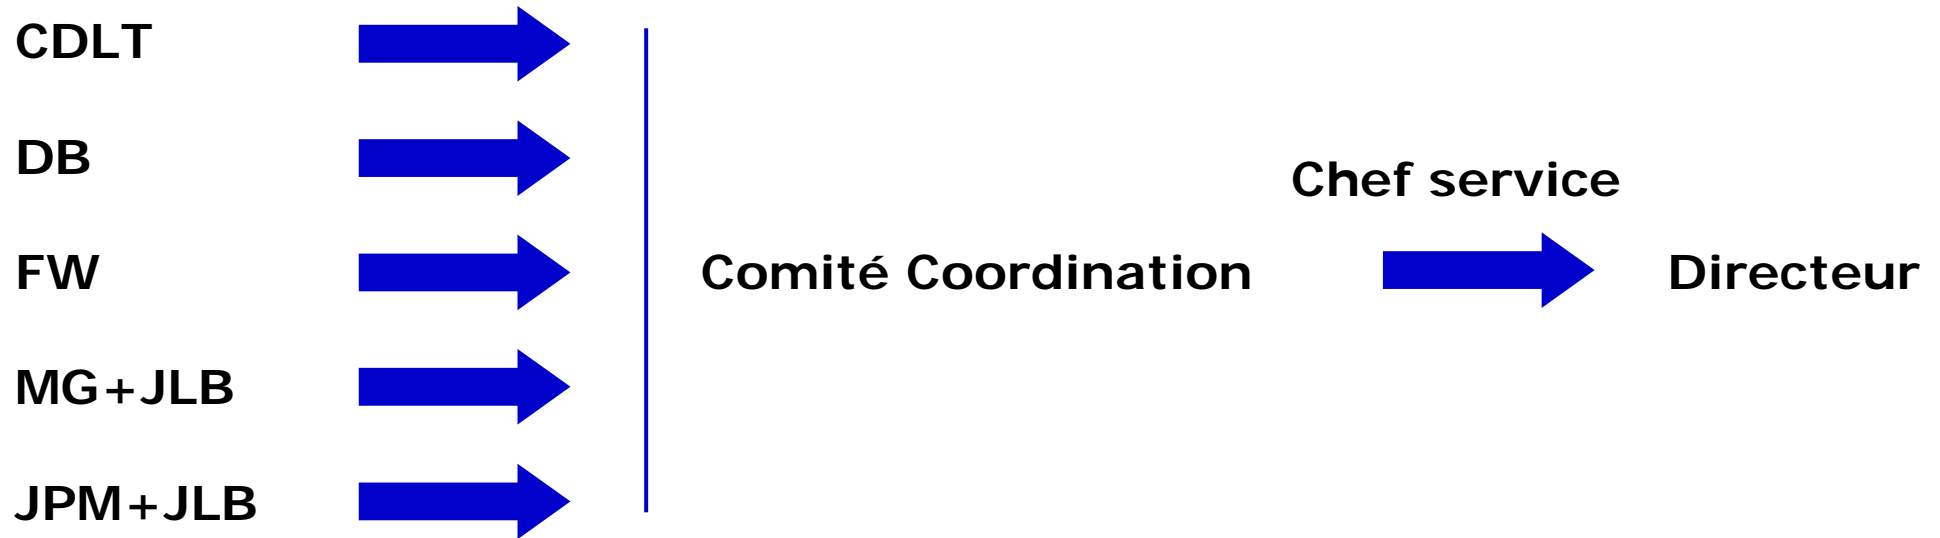 CDLT
DB
FW
MG+JLB
JPM+JLB
Comité Coordination
Chef service
Directeur